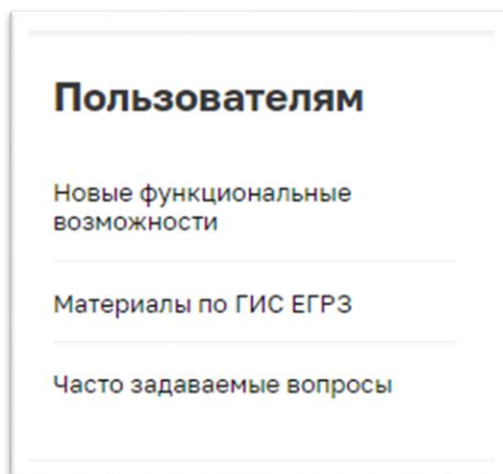 Пользователям
Новые функциональные
возможности
Материалы по ГИС ЕГРЗ
Часто задаваемые вопросы